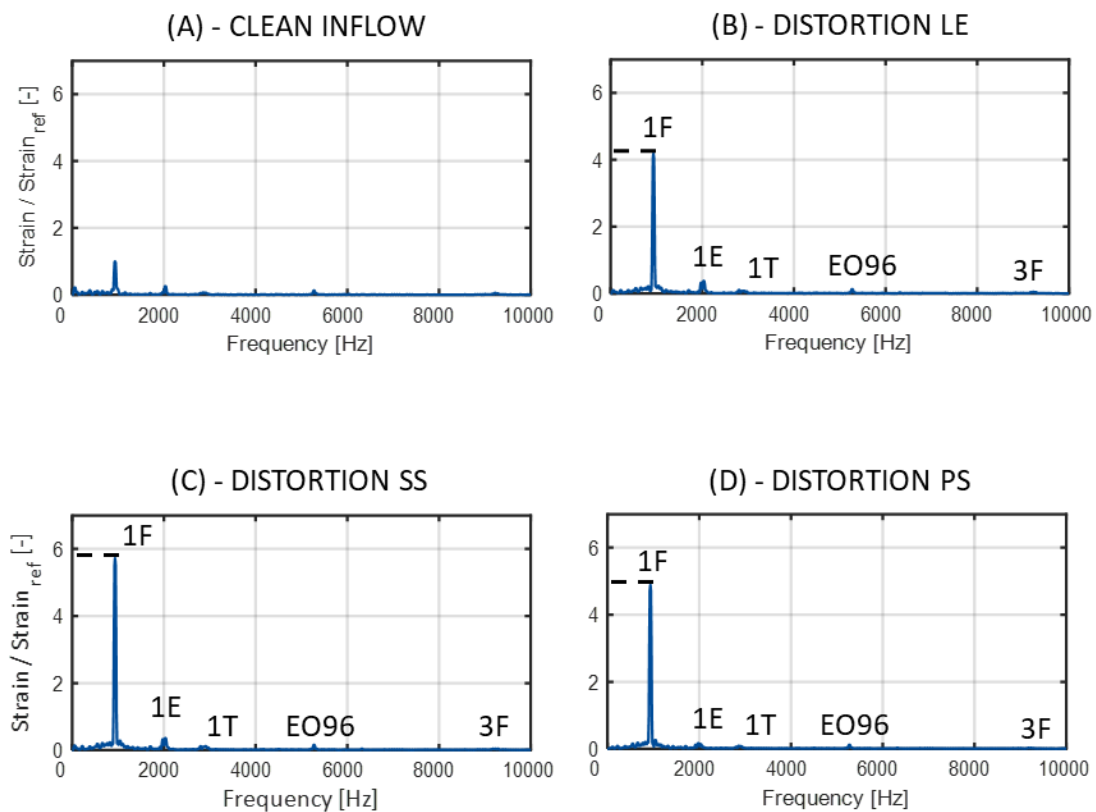 (A) - CLEAN INFLOW
Strain / Strain_ref [-]
6
4
2
0
0 2000 4000 6000 8000 10000
Frequency [Hz]
(B) - DISTORTION LE
6
4
2
0
1F
1E
1T
EO96
3F
0 2000 4000 6000 8000 10000
Frequency [Hz]
(C) - DISTORTION SS
Strain / Strain_ref [-]
6
4
2
0
1F
1E
1T
EO96
3F
0 2000 4000 6000 8000 10000
Frequency [Hz]
(D) - DISTORTION PS
6
4
2
0
1F
1E
1T
EO96
3F
0 2000 4000 6000 8000 10000
Frequency [Hz]